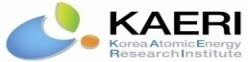 KAERI
Korea Atomic Energy
Research Institute